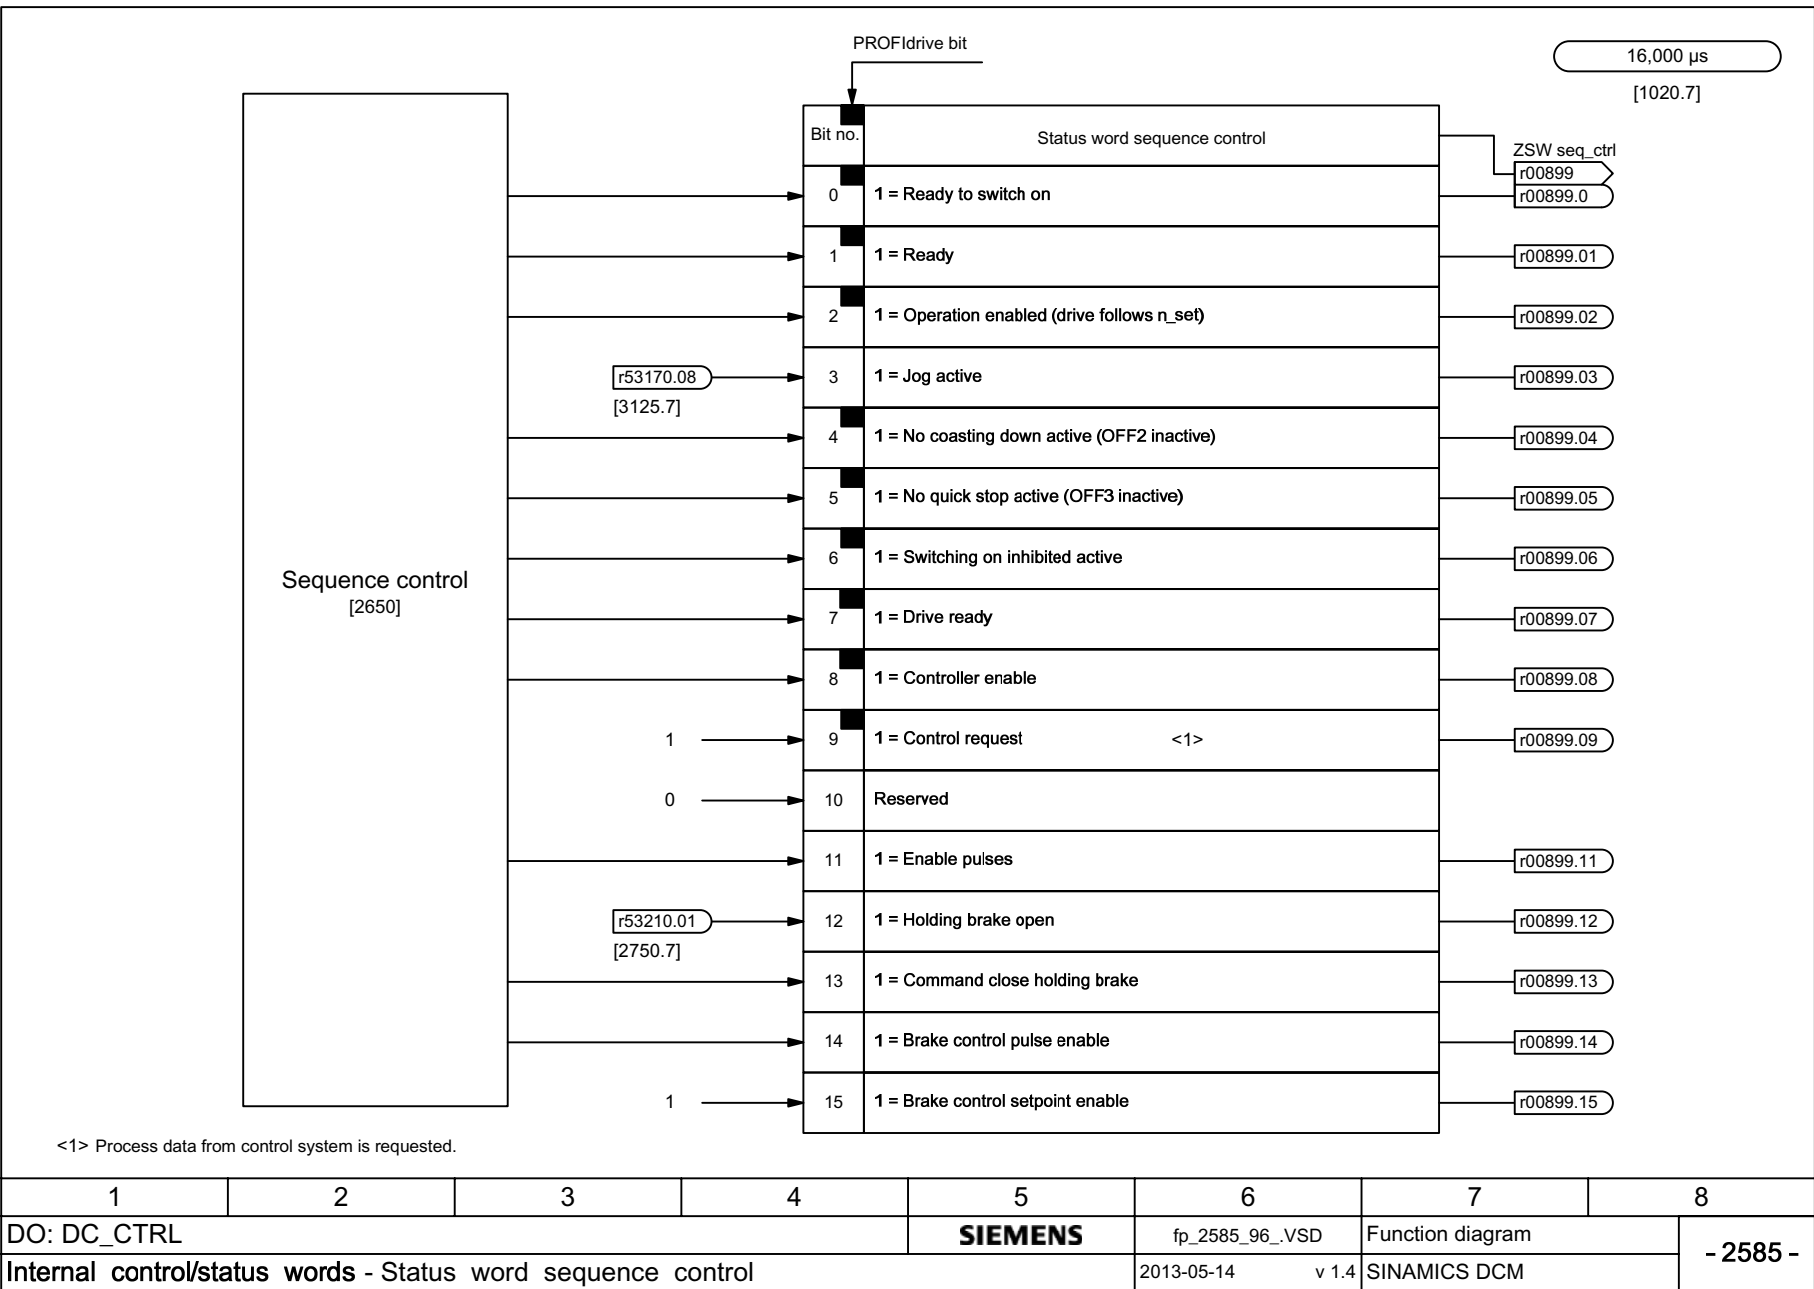 PROFIdrive bit
16,000 µs
[1020.7]
Bit no. Status word sequence control
ZSW seq_ctrl
r00899
0 1 = Ready to switch on r00899.0
1 1 = Ready r00899.01
2 1 = Operation enabled (drive follows n_set) r00899.02
r53170.08 3 1 = Jog active r00899.03
[3125.7]
4 1 = No coasting down active (OFF2 inactive) r00899.04
5 1 = No quick stop active (OFF3 inactive) r00899.05
6 1 = Switching on inhibited active r00899.06
Sequence control
[2650]
7 1 = Drive ready r00899.07
8 1 = Controller enable r00899.08
1 9 1 = Control request <1> r00899.09
0 10 Reserved
11 1 = Enable pulses r00899.11
r53210.01 12 1 = Holding brake open r00899.12
[2750.7]
13 1 = Command close holding brake r00899.13
14 1 = Brake control pulse enable r00899.14
1 15 1 = Brake control setpoint enable r00899.15
<1> Process data from control system is requested.
1 2 3 4 5 6 7 8
DO: DC_CTRL SIEMENS fp_2585_96_.VSD Function diagram
- 2585 -
Internal control/status words - Status word sequence control 2013-05-14 v 1.4 SINAMICS DCM